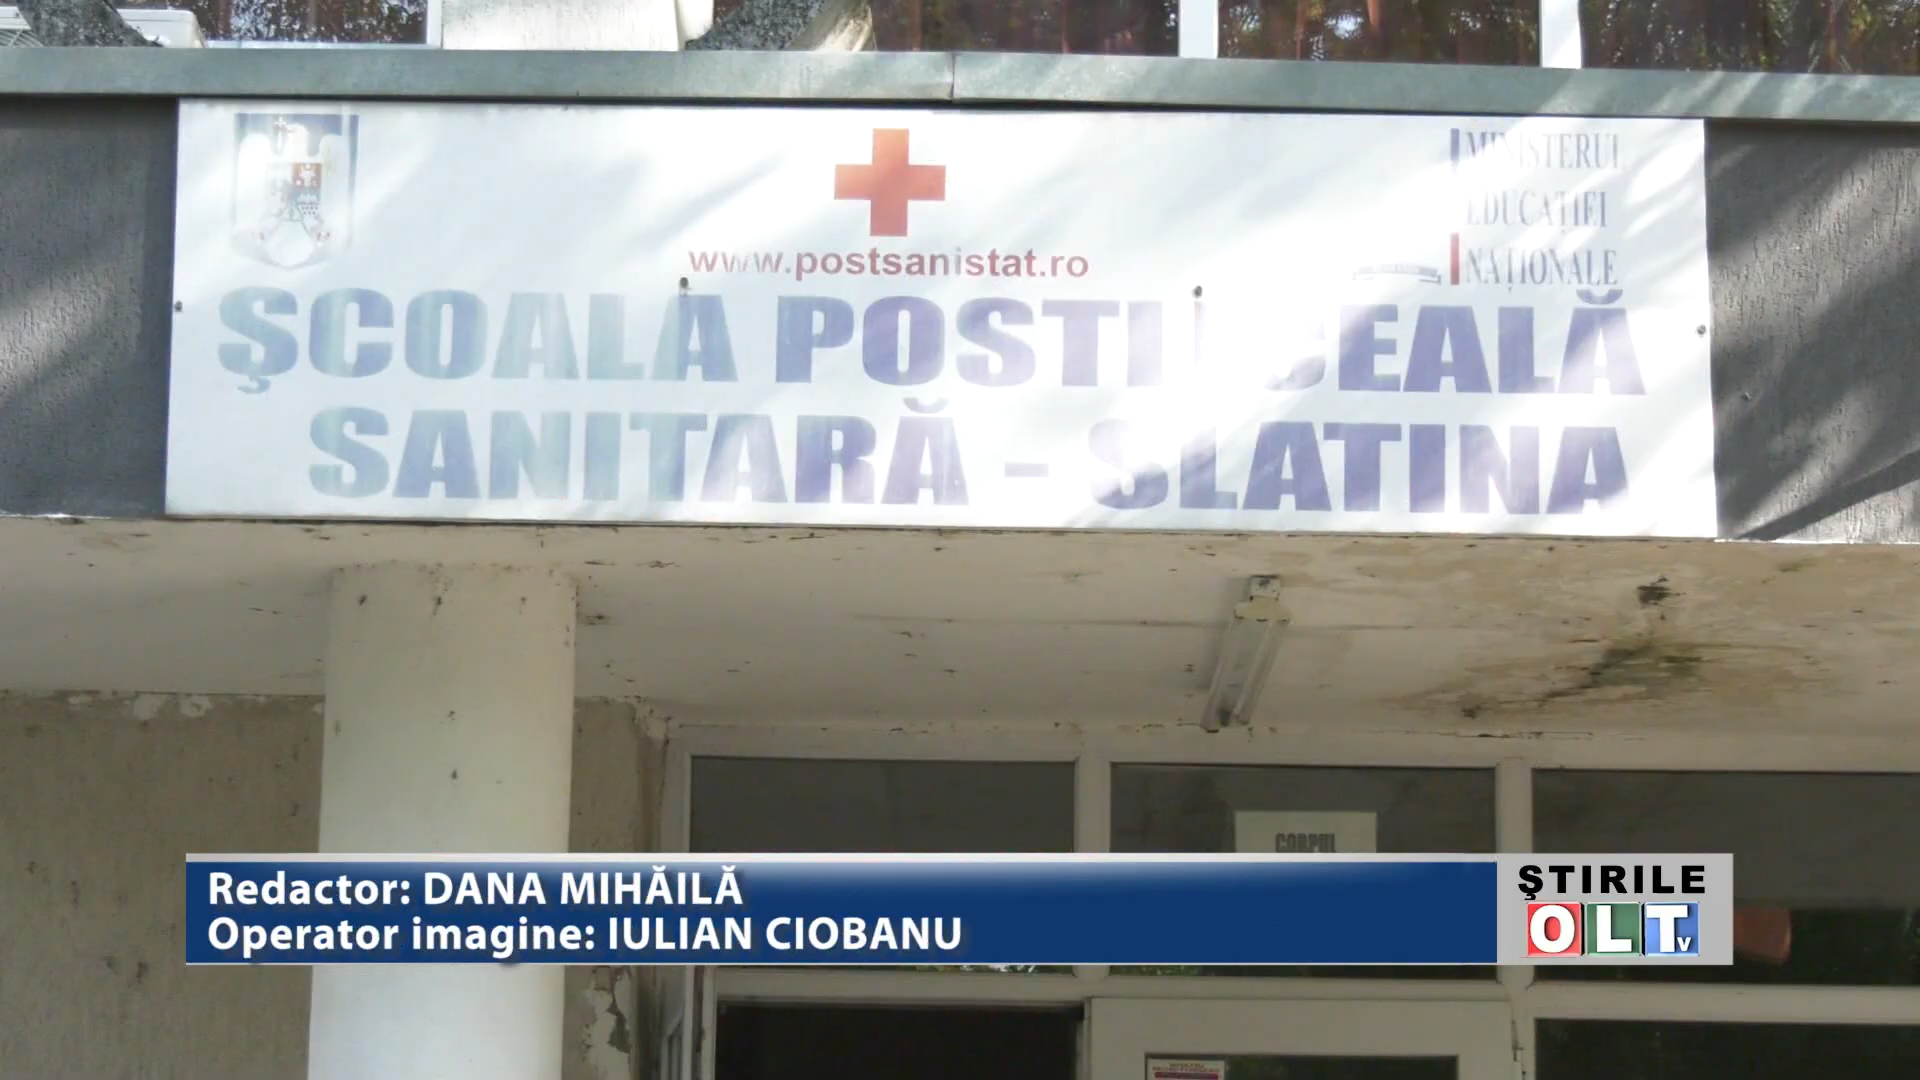 MINISTERUL
EDUCAȚIEI
NAȚIONALE
www.postsanistat.ro
ŞCOALA POSTLICEALĂ
SANITARĂ - SLATINA
CORPUL
Redactor: DANA MIHĂILĂ
Operator imagine: IULIAN CIOBANU
ŞTIRILE
OLTV